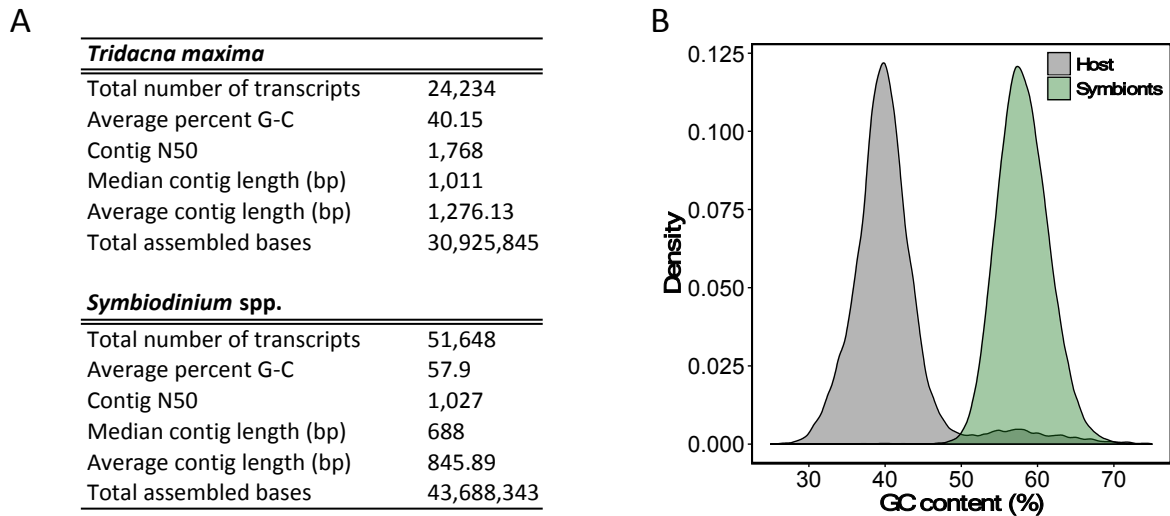 A
Tridacna maxima
Total number of transcripts 24,234
Average percent G-C 40.15
Contig N50 1,768
Median contig length (bp) 1,011
Average contig length (bp) 1,276.13
Total assembled bases 30,925,845
Symbiodinium spp.
Total number of transcripts 51,648
Average percent G-C 57.9
Contig N50 1,027
Median contig length (bp) 688
Average contig length (bp) 845.89
Total assembled bases 43,688,343
B
Host
Symbionts
Density
0.125
0.100
0.075
0.050
0.025
0.000
30 40 50 60 70
GC content (%)